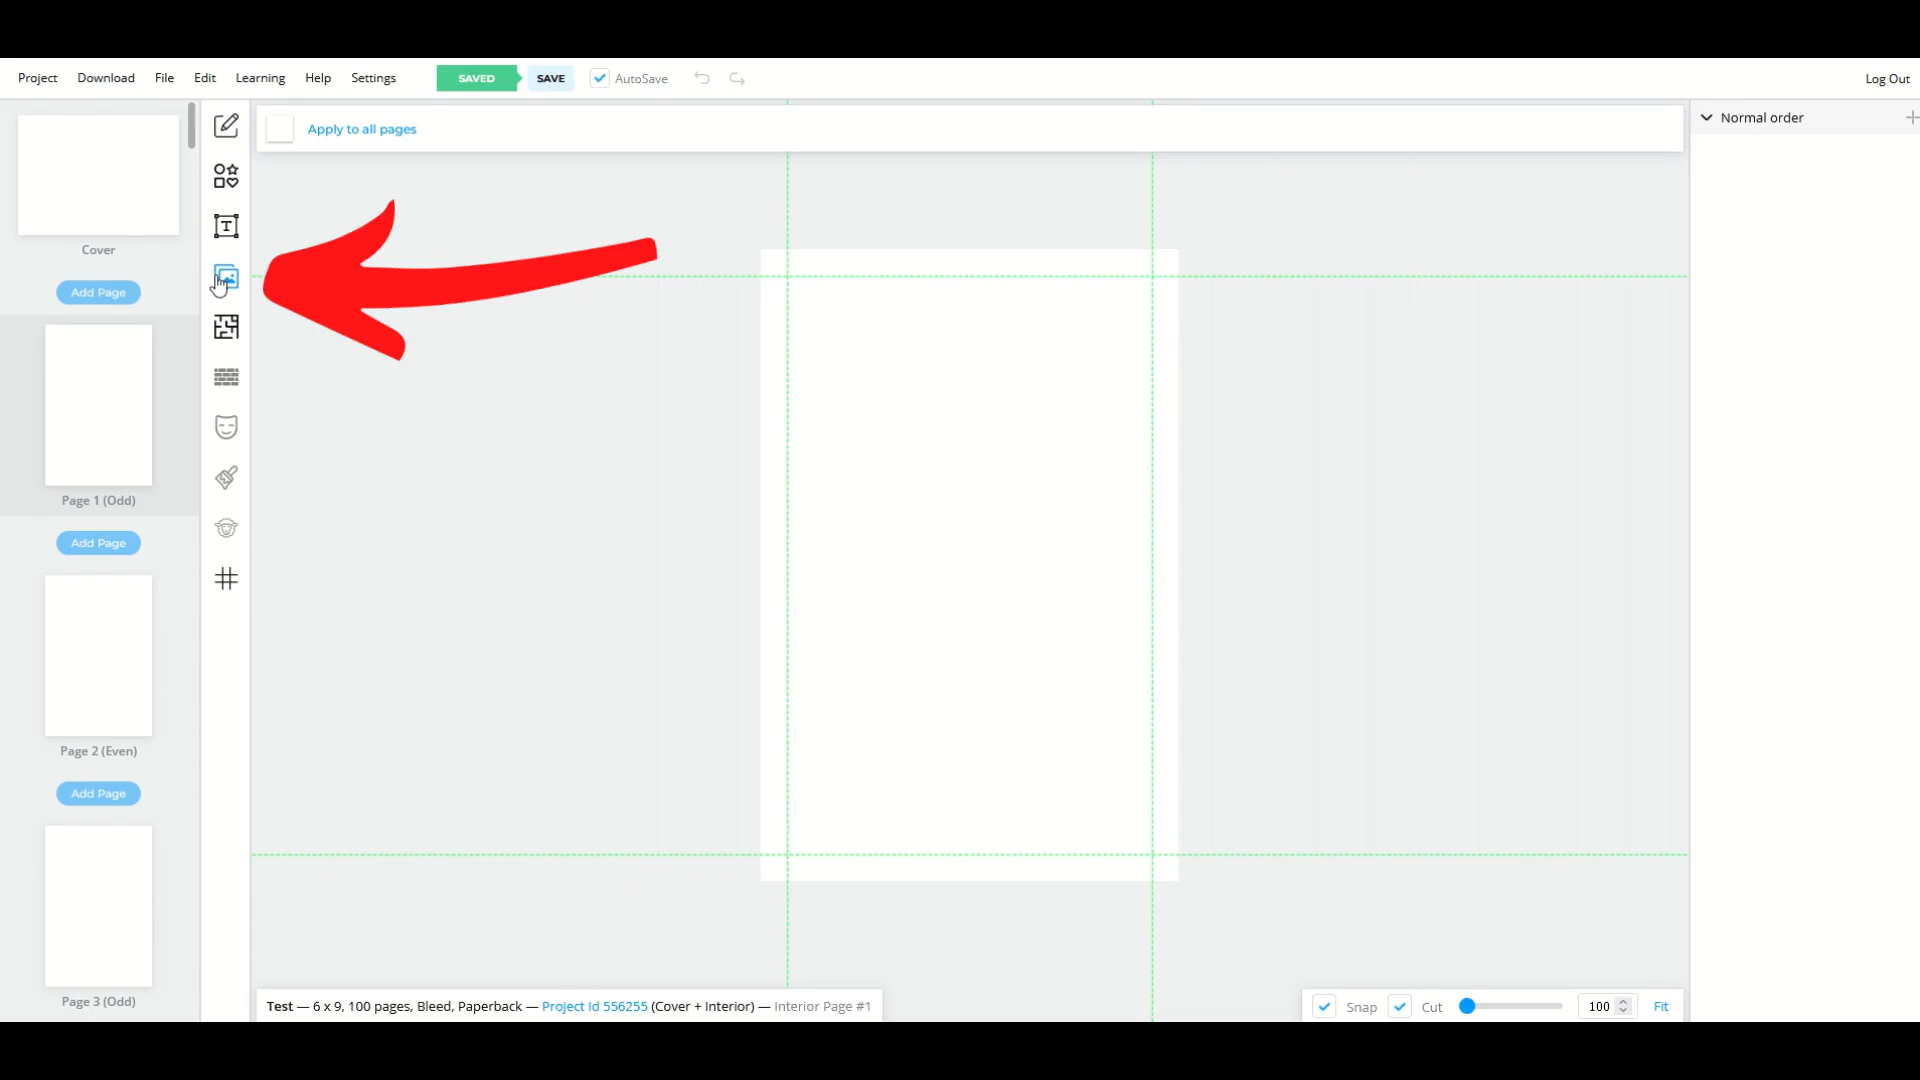 Project Download File Edit Learning Help Settings SAVED SAVE AutoSave Log Out
Apply to all pages
Normal order
Cover
Add Page
Page 1 (Odd)
Add Page
Page 2 (Even)
Add Page
Page 3 (Odd)
Test — 6 x 9, 100 pages, Bleed, Paperback — Project Id 556255 (Cover + Interior) — Interior Page #1
Snap Cut 100 Fit